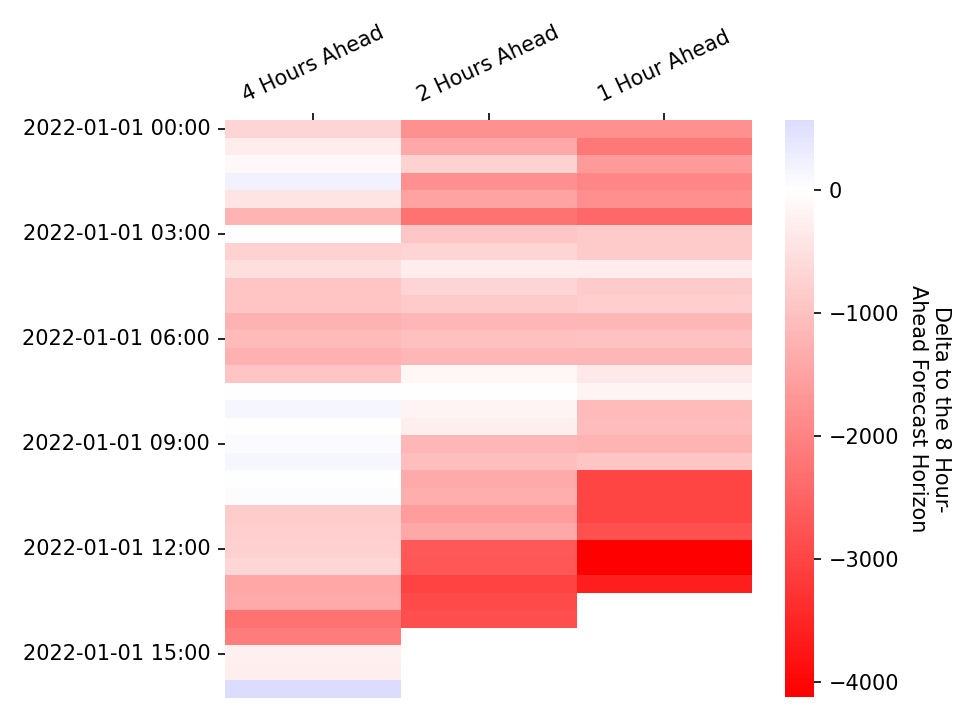 4 Hours Ahead
2 Hours Ahead
1 Hour Ahead
2022-01-01 00:00
2022-01-01 03:00
2022-01-01 06:00
2022-01-01 09:00
2022-01-01 12:00
2022-01-01 15:00
0
−1000
−2000
−3000
−4000
Delta to the 8 Hour-
Ahead Forecast Horizon